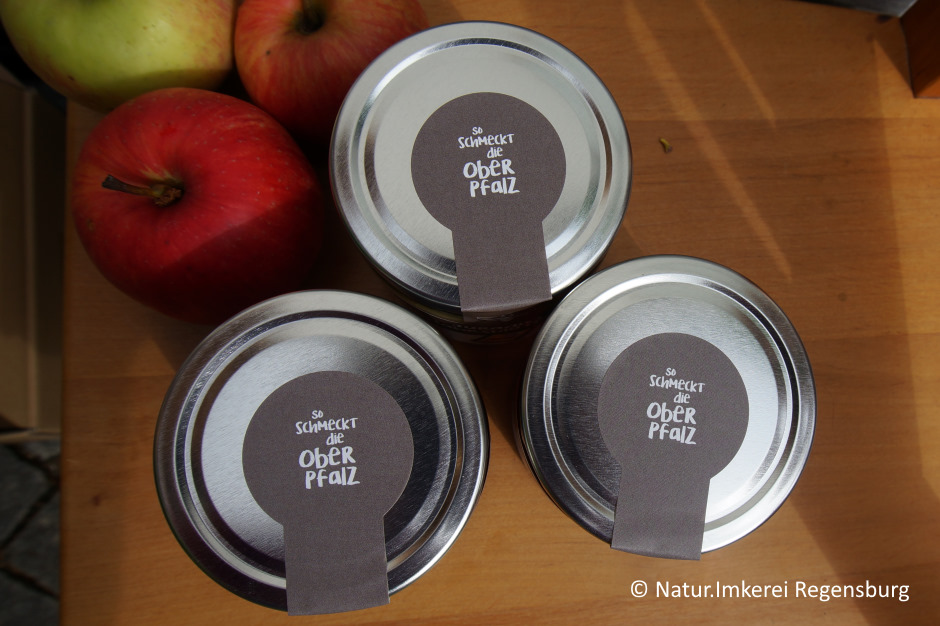 so
schmeckt
die
Ober
pfalz
so
schmeckt
die
Ober
pfalz
so
schmeckt
die
Ober
pfalz
© Natur.Imkerei Regensburg